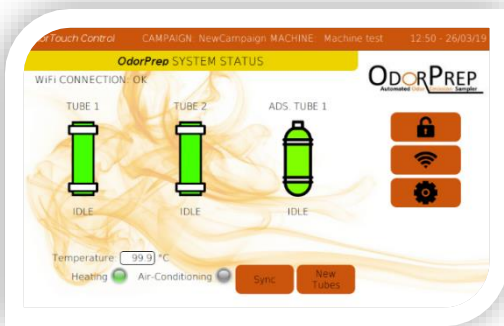 orTouch Control CAMPAIGN: NewCampaign MACHINE: Machine test 12:50 - 26/03/19
OdorPrep SYSTEM STATUS
WiFi CONNECTION: OK
ODORPREP
Automated Odor Emission Sampler
TUBE 1 TUBE 2 ADS. TUBE 1
IDLE IDLE IDLE
Temperature: 99.9 °C
Heating Air-Conditioning Sync New
Tubes